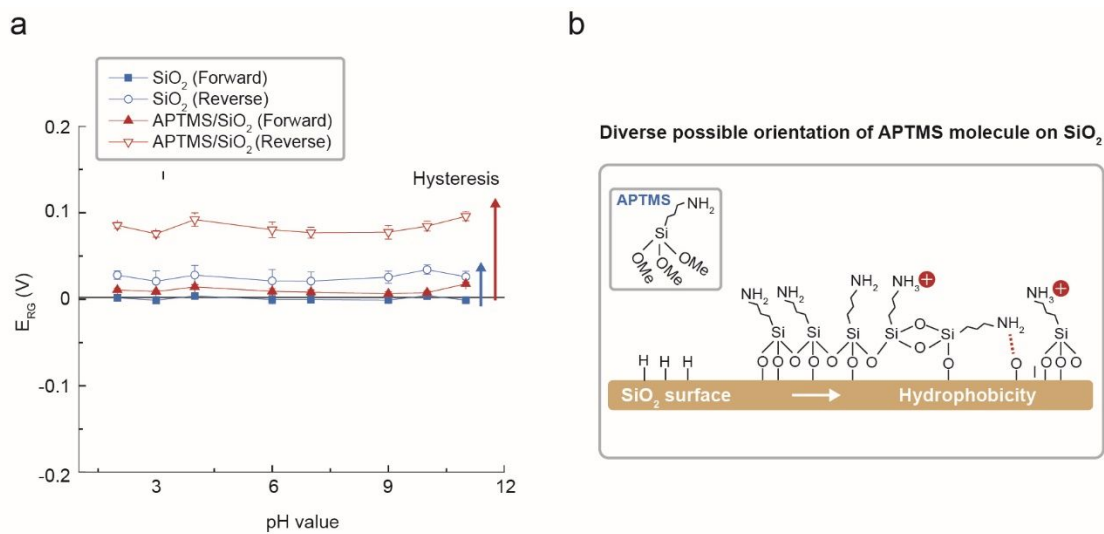 a
SiO₂ (Forward)
SiO₂ (Reverse)
APTMS/SiO₂ (Forward)
APTMS/SiO₂ (Reverse)
Hysteresis
0.2
0.1
0
-0.1
-0.2
E_RG (V)
3 6 9 12
pH value
b
Diverse possible orientation of APTMS molecule on SiO₂
APTMS
NH₂
Si
OMe OMe OMe
NH₂ NH₂ NH₂ NH₃ + NH₂ NH₃ +
Si Si Si Si O O Si Si
H H H O O O O O O O O O O O O O O
SiO₂ surface Hydrophobicity